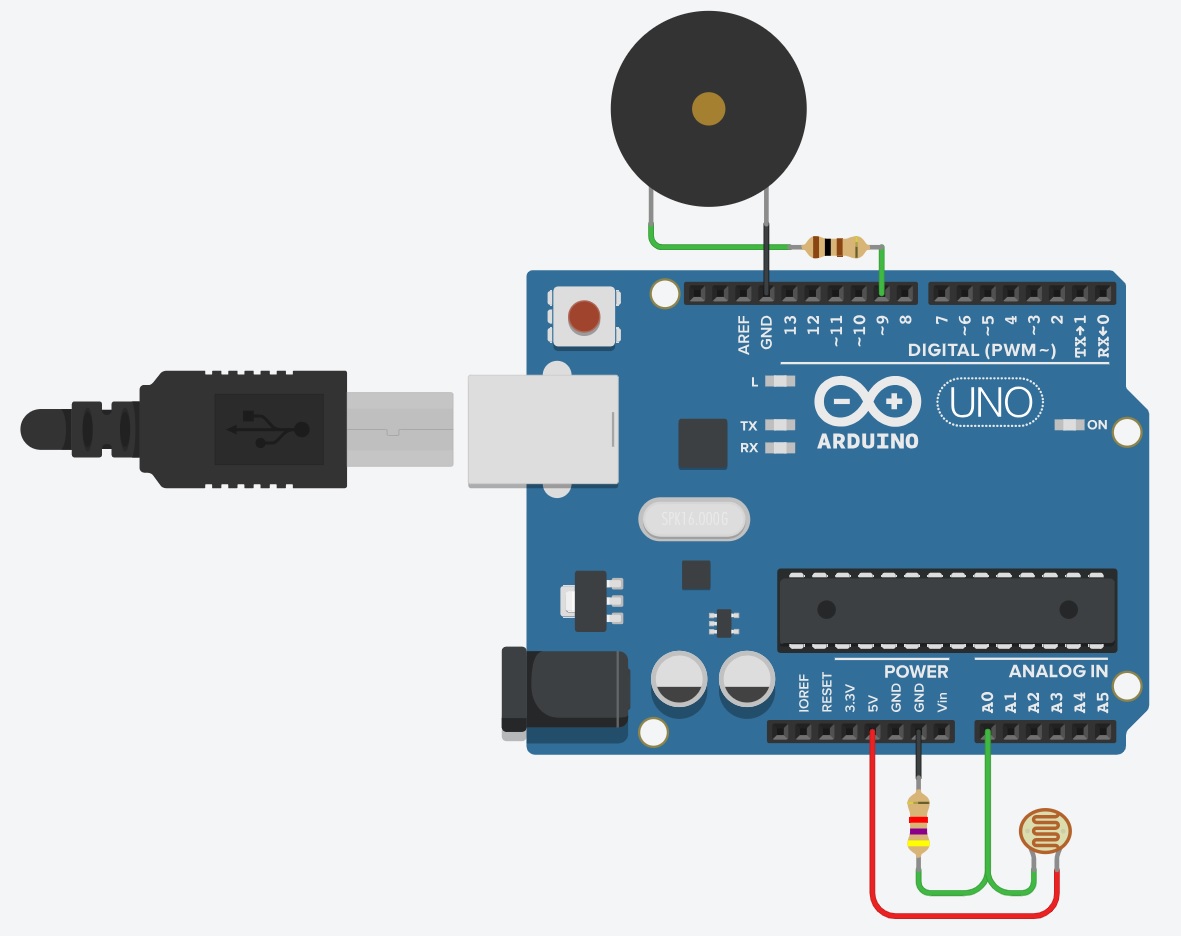 AREF
GND
13
12
~11
~10
~9
8
7
~6
~5
4
~3
2
TX→1
RX←0
DIGITAL (PWM~)
L
TX
RX
UNO
ON
ARDUINO
SPK16.000G
POWER
ANALOG IN
IOREF
RESET
3.3V
5V
GND
GND
Vin
A0
A1
A2
A3
A4
A5